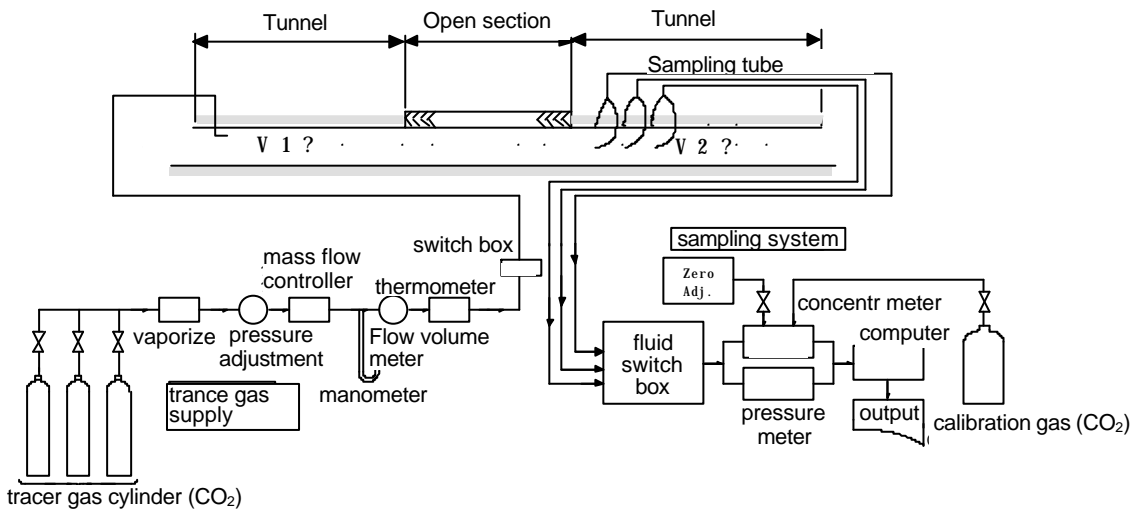 Tunnel
Open section
Tunnel
Sampling tube
V 1 ?
V 2 ?
switch box
sampling system
mass flow
controller
thermometer
Zero
Adj.
concentr meter
computer
vaporize
pressure
adjustment
Flow volume
meter
manometer
trance gas
supply
fluid
switch
box
pressure
meter
output
calibration gas (CO₂)
tracer gas cylinder (CO₂)